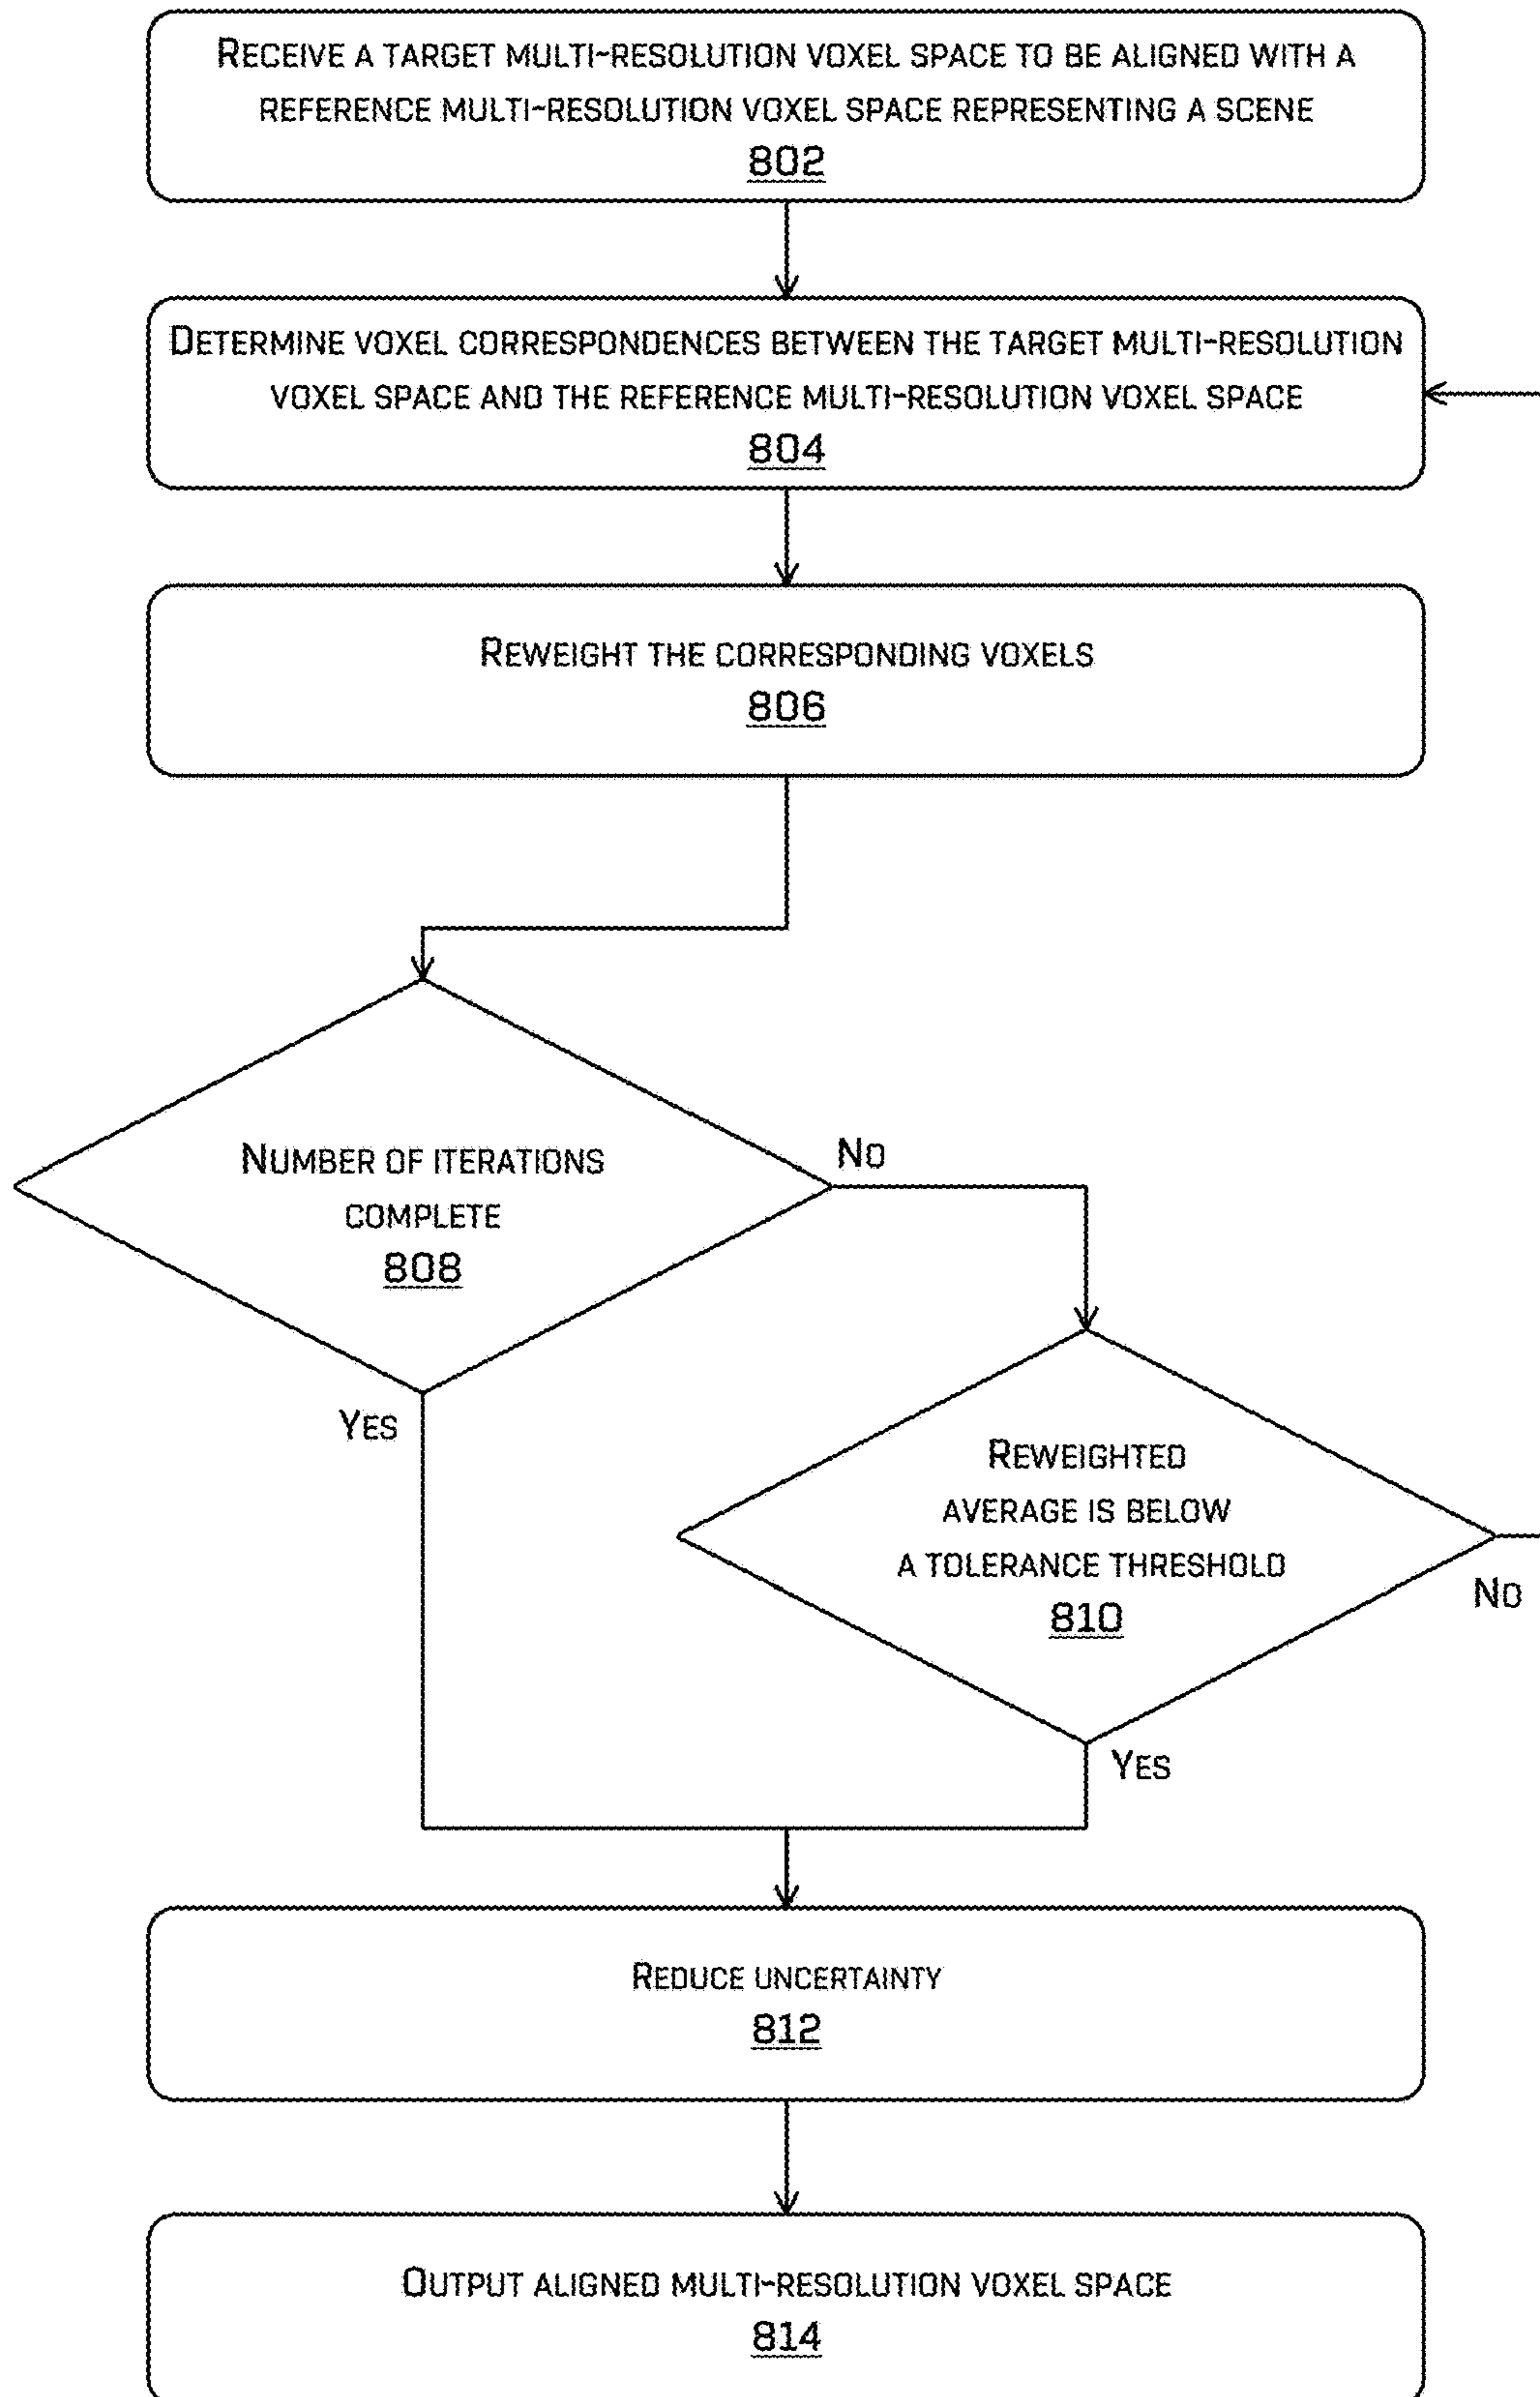 RECEIVE A TARGET MULTI-RESOLUTION VOXEL SPACE TO BE ALIGNED WITH A
REFERENCE MULTI-RESOLUTION VOXEL SPACE REPRESENTING A SCENE
802
DETERMINE VOXEL CORRESPONDENCES BETWEEN THE TARGET MULTI-RESOLUTION
VOXEL SPACE AND THE REFERENCE MULTI-RESOLUTION VOXEL SPACE
804
REWEIGHT THE CORRESPONDING VOXELS
806
NUMBER OF ITERATIONS
COMPLETE
808
NO
YES
REWEIGHTED
AVERAGE IS BELOW
A TOLERANCE THRESHOLD
810
NO
YES
REDUCE UNCERTAINTY
812
OUTPUT ALIGNED MULTI-RESOLUTION VOXEL SPACE
814